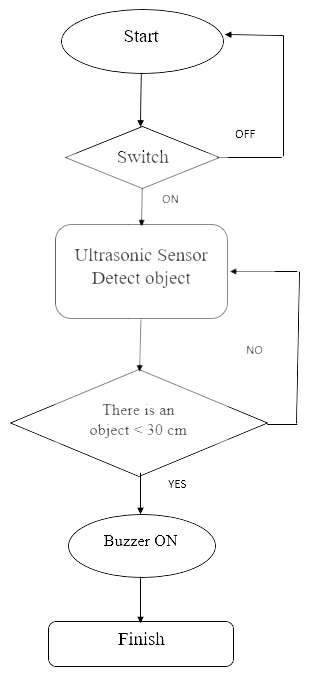 Start
OFF
Switch
ON
Ultrasonic Sensor
Detect object
NO
There is an
object < 30 cm
YES
Buzzer ON
Finish